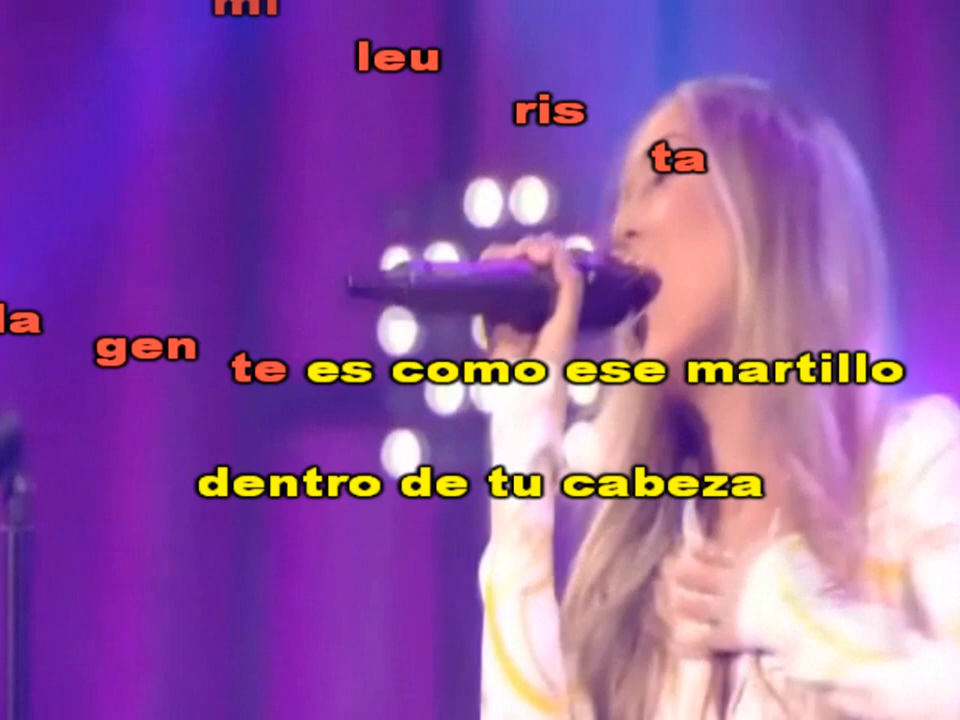 mi
leu
ris
ta
la
gen
te es como ese martillo
dentro de tu cabeza